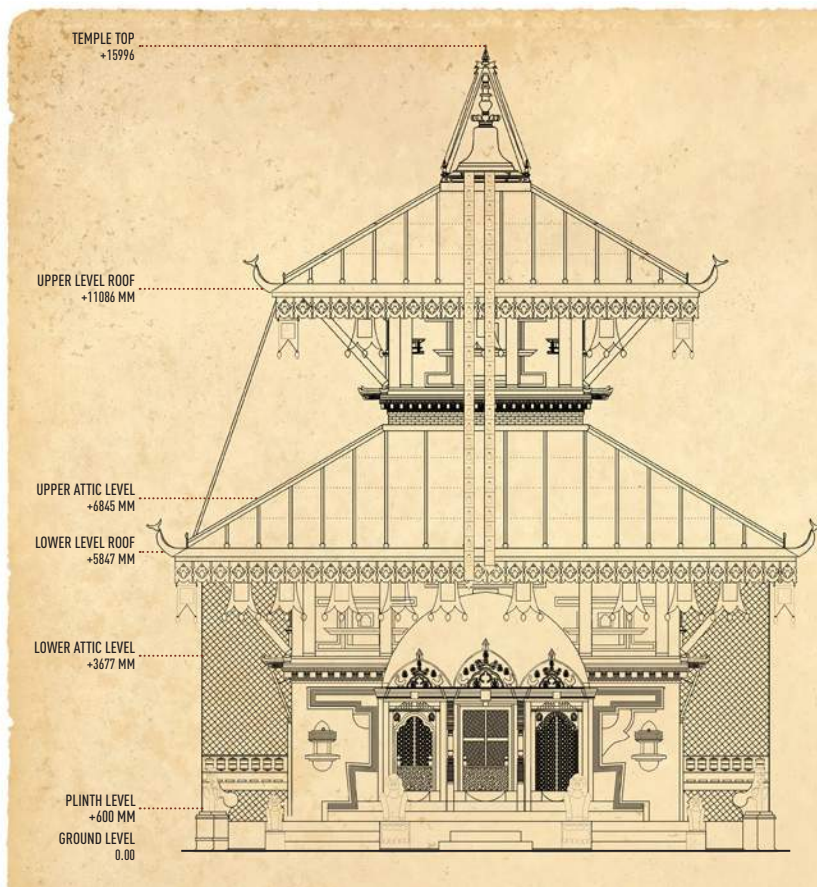 TEMPLE TOP
+15996
UPPER LEVEL ROOF
+11086 MM
UPPER ATTIC LEVEL
+6845 MM
LOWER LEVEL ROOF
+5847 MM
LOWER ATTIC LEVEL
+3677 MM
PLINTH LEVEL
+600 MM
GROUND LEVEL
0.00